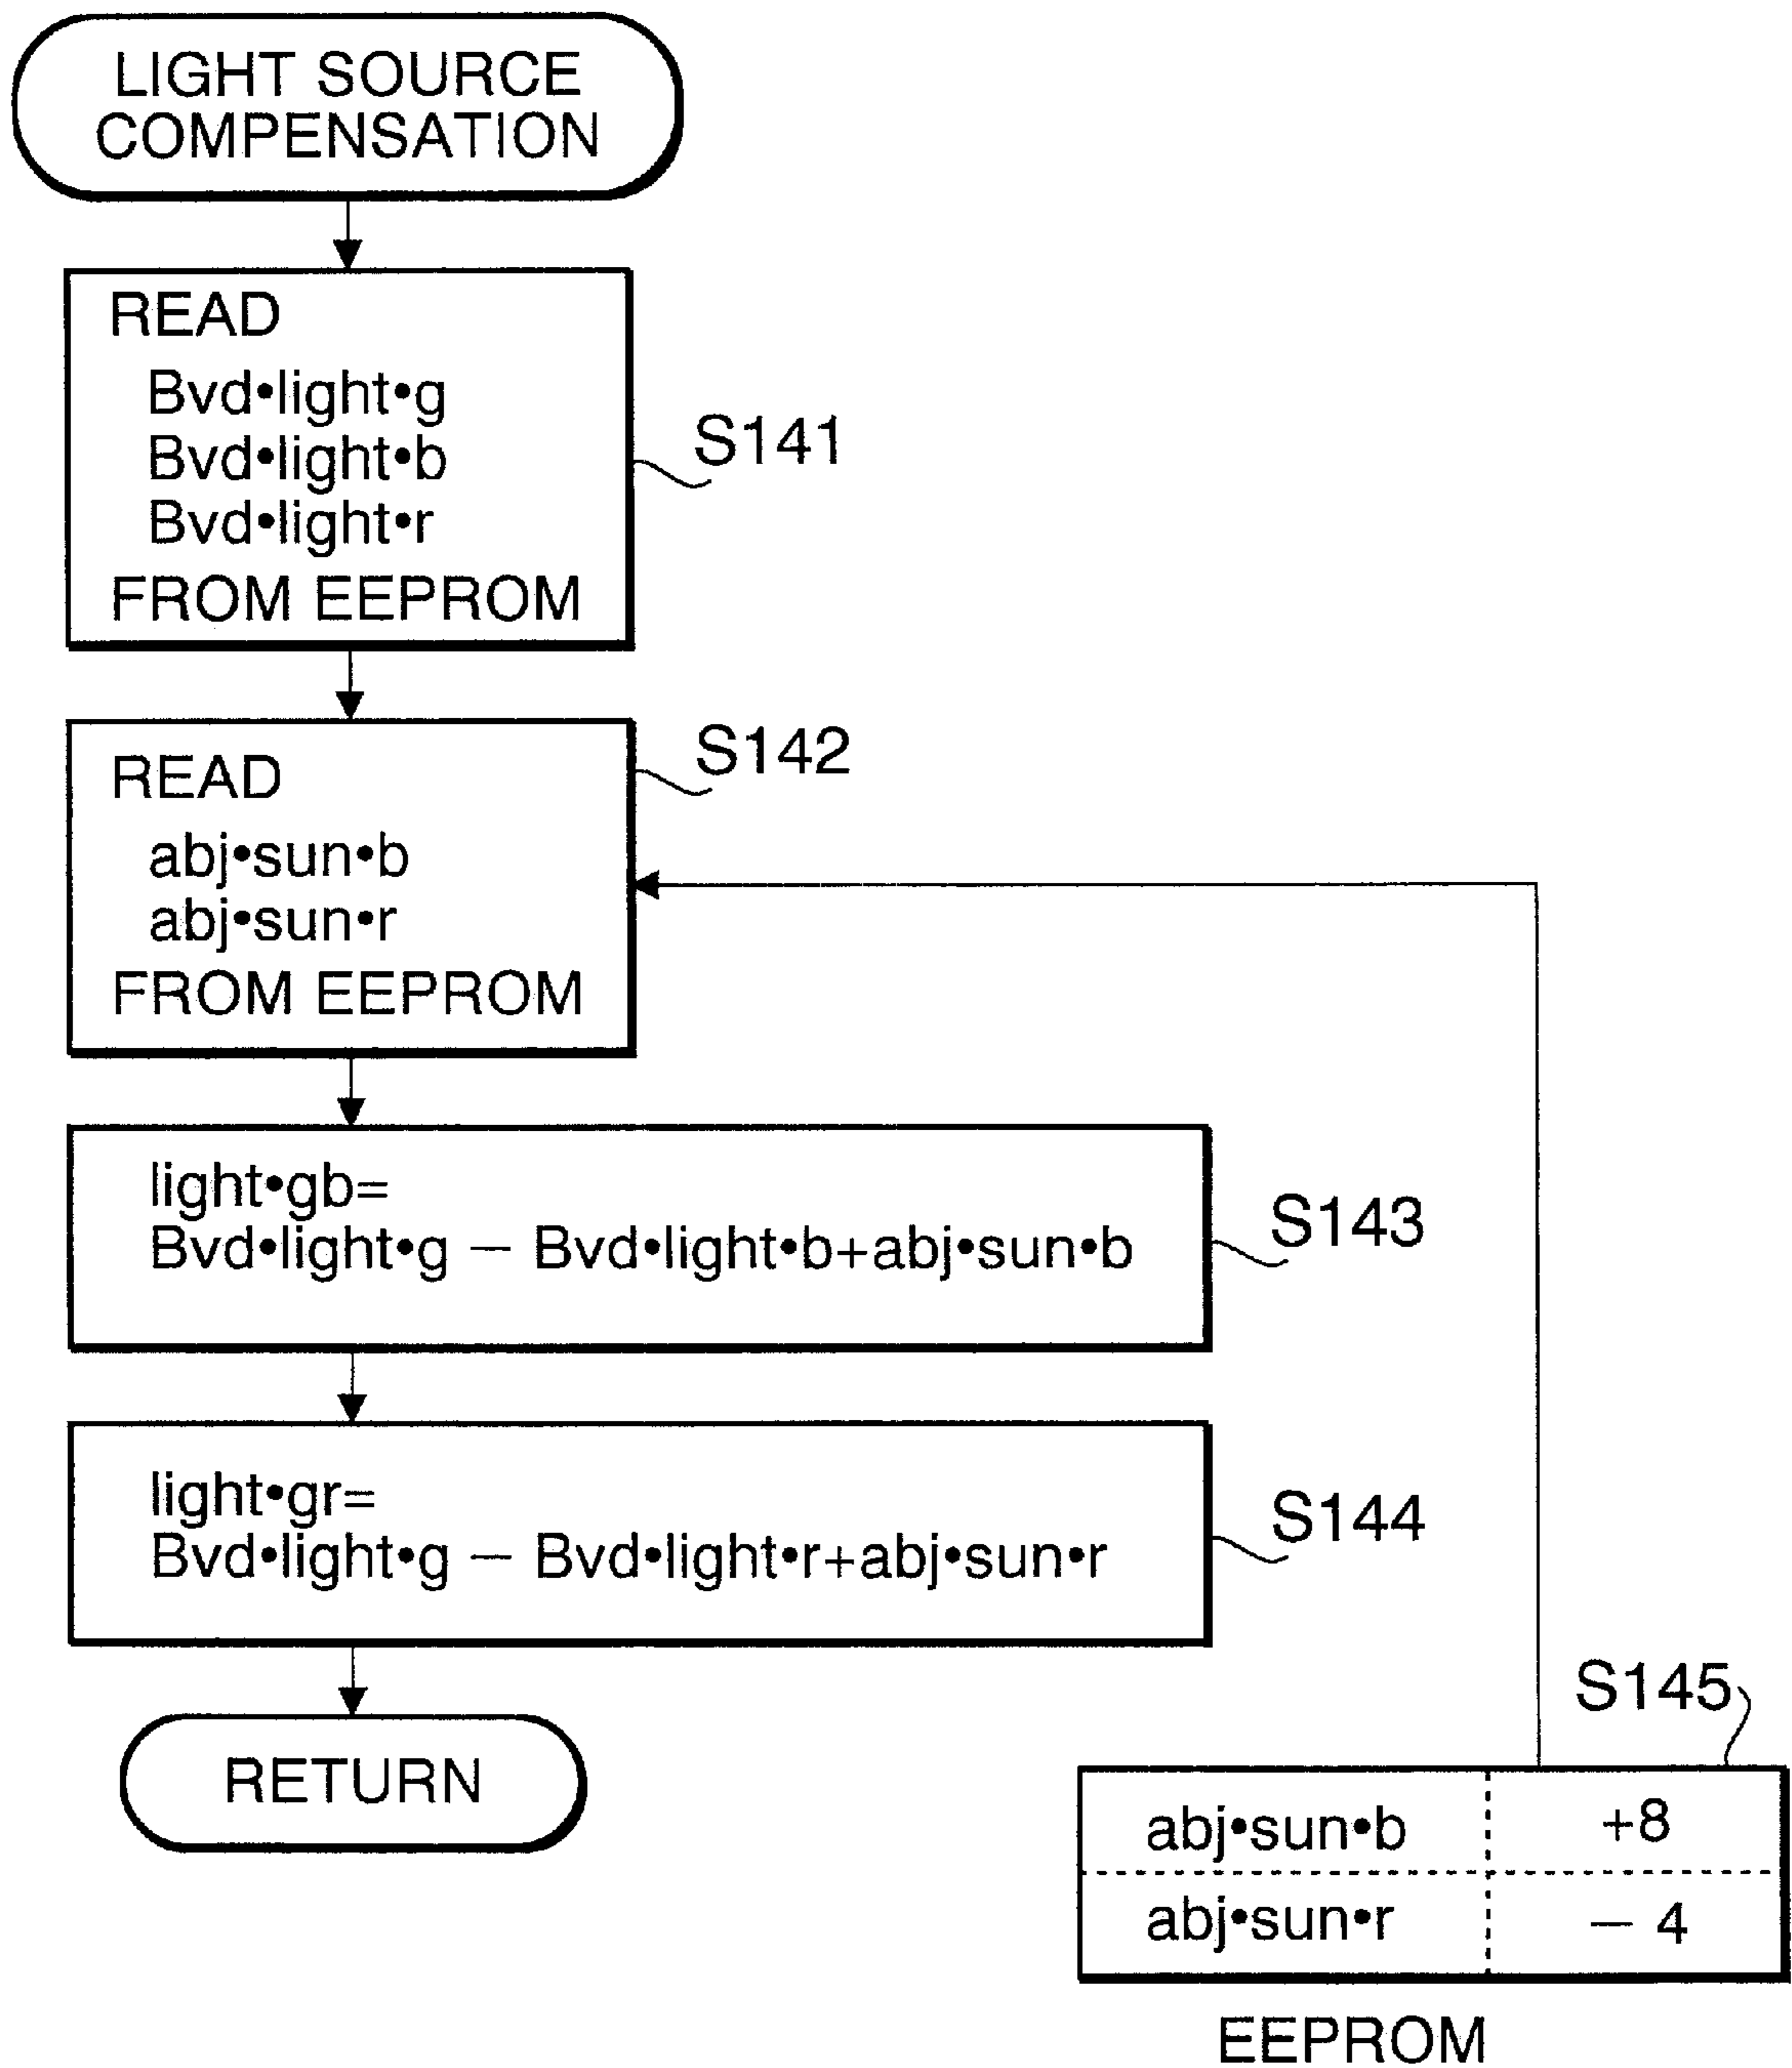 LIGHT SOURCE
COMPENSATION
READ
Bvd•light•g
Bvd•light•b
Bvd•light•r
FROM EEPROM
S141
READ
abj•sun•b
abj•sun•r
FROM EEPROM
S142
light•gb=
Bvd•light•g — Bvd•light•b+abj•sun•b
S143
light•gr=
Bvd•light•g — Bvd•light•r+abj•sun•r
S144
RETURN
S145
abj•sun•b +8
abj•sun•r — 4
EEPROM